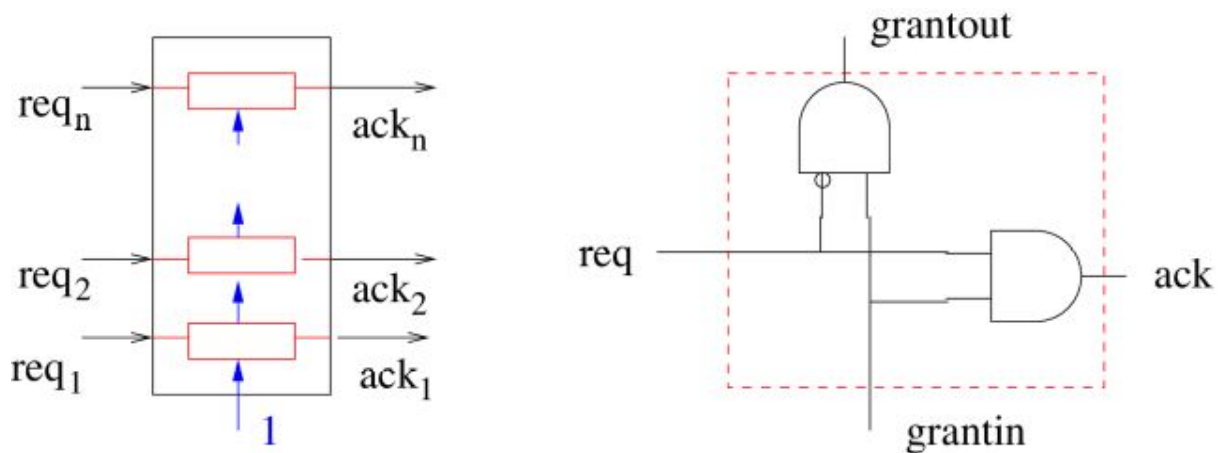 req_n
ack_n
req_2
ack_2
req_1
ack_1
1
grantout
req
ack
grantin